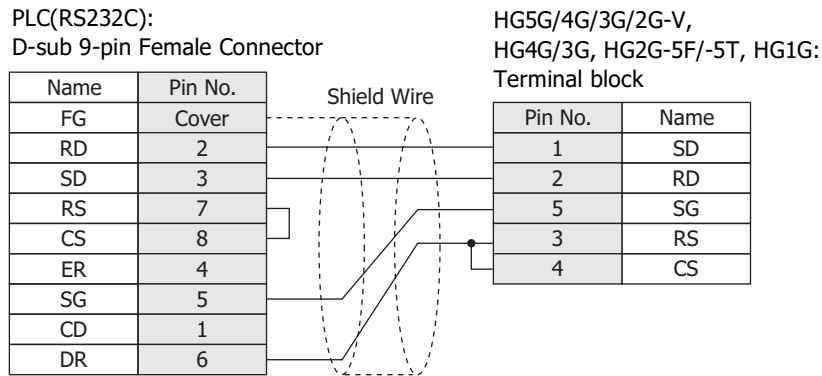 PLC(RS232C):
D-sub 9-pin Female Connector
HG5G/4G/3G/2G-V,
HG4G/3G, HG2G-5F/-5T, HG1G:
Terminal block
Shield Wire
Name Pin No.
FG Cover
RD 2
SD 3
RS 7
CS 8
ER 4
SG 5
CD 1
DR 6
Pin No. Name
1 SD
2 RD
5 SG
3 RS
4 CS